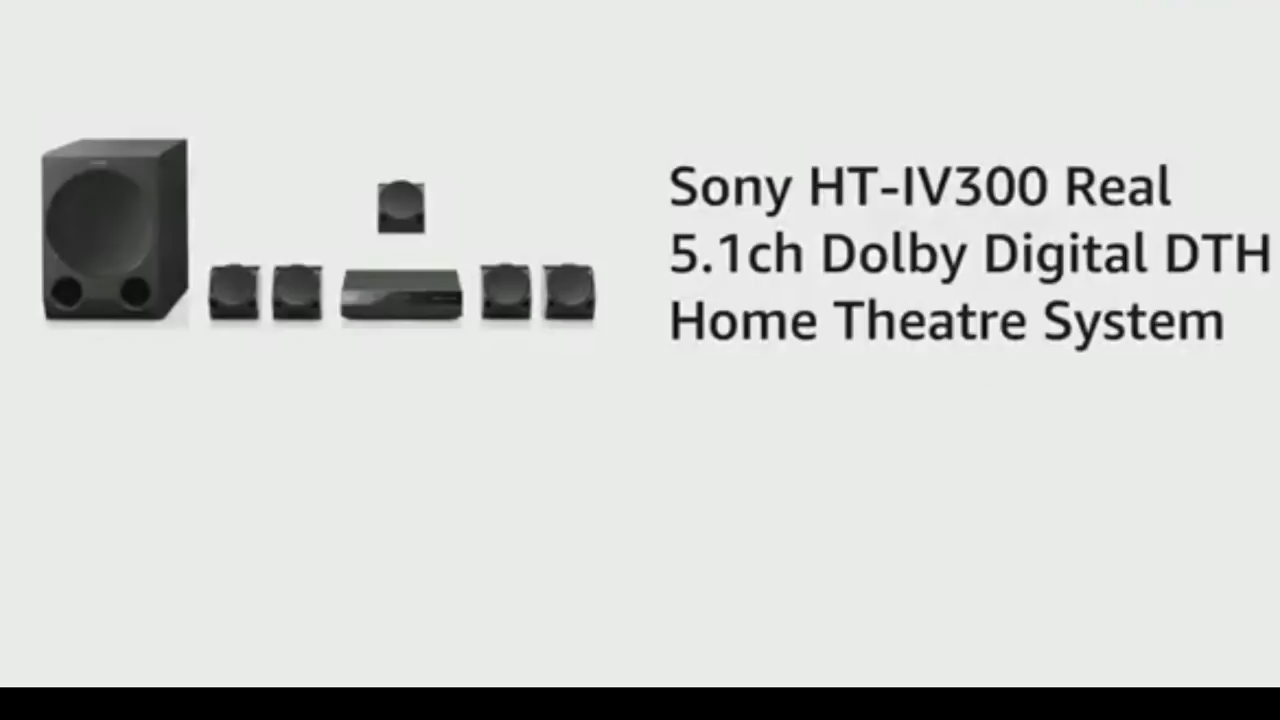 Sony HT-IV300 Real
5.1ch Dolby Digital DTH
Home Theatre System